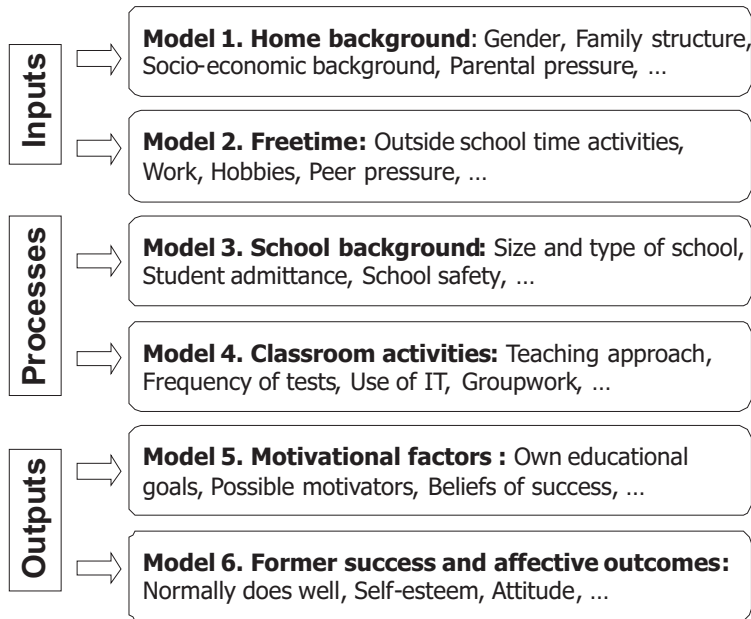 Inputs
Model 1. Home background: Gender, Family structure,
Socio-economic background, Parental pressure, ...
Model 2. Freetime: Outside school time activities,
Work, Hobbies, Peer pressure, ...
Processes
Model 3. School background: Size and type of school,
Student admittance, School safety, ...
Model 4. Classroom activities: Teaching approach,
Frequency of tests, Use of IT, Groupwork, ...
Outputs
Model 5. Motivational factors : Own educational
goals, Possible motivators, Beliefs of success, ...
Model 6. Former success and affective outcomes:
Normally does well, Self-esteem, Attitude, ...